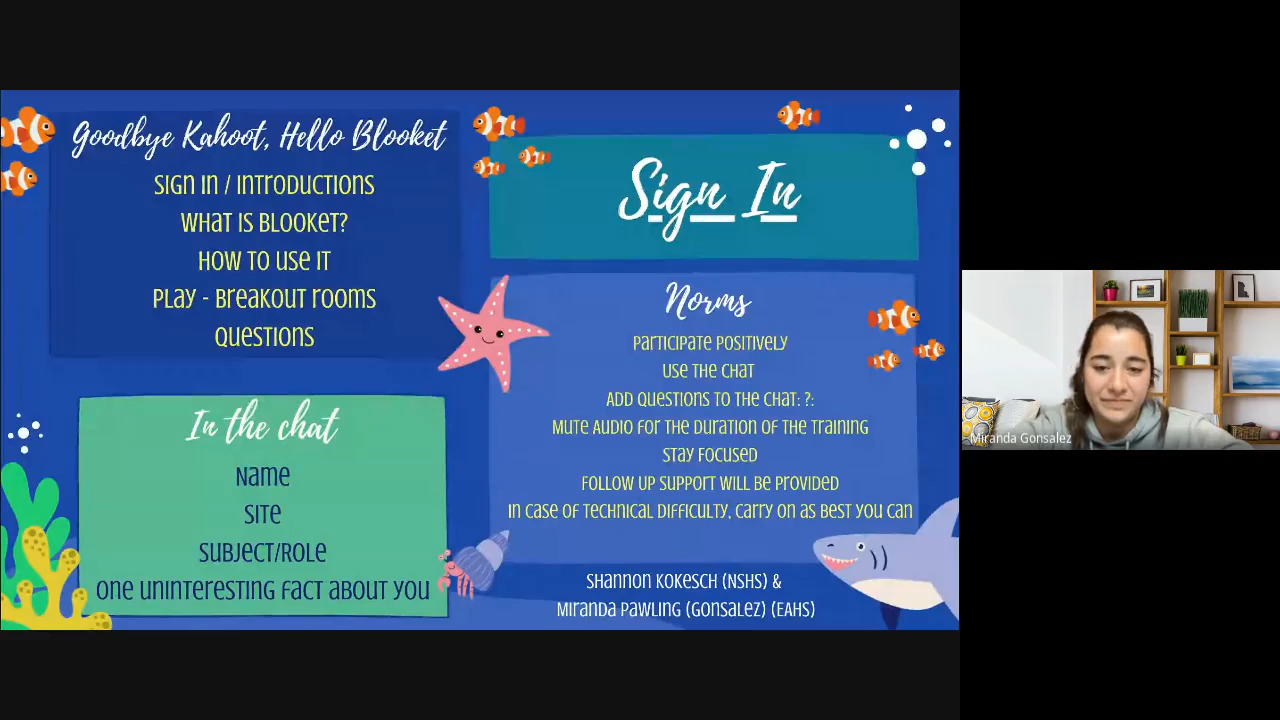 Goodbye Kahoot, Hello Blooket
Sign in / Introductions
What is Blooket?
How to use it
Play - Breakout rooms
Questions
In the chat
Name
Site
Subject/Role
One uninteresting fact about you
Sign In
Norms
Participate positively
Use the chat
Add questions to the chat: ?:
Mute audio for the duration of the training
Stay focused
Follow up support will be provided
In case of technical difficulty, carry on as best you can
Shannon Kokesch (NSHS) &
Miranda Pawling (Gonsalez) (EAHS)
Miranda Gonsalez